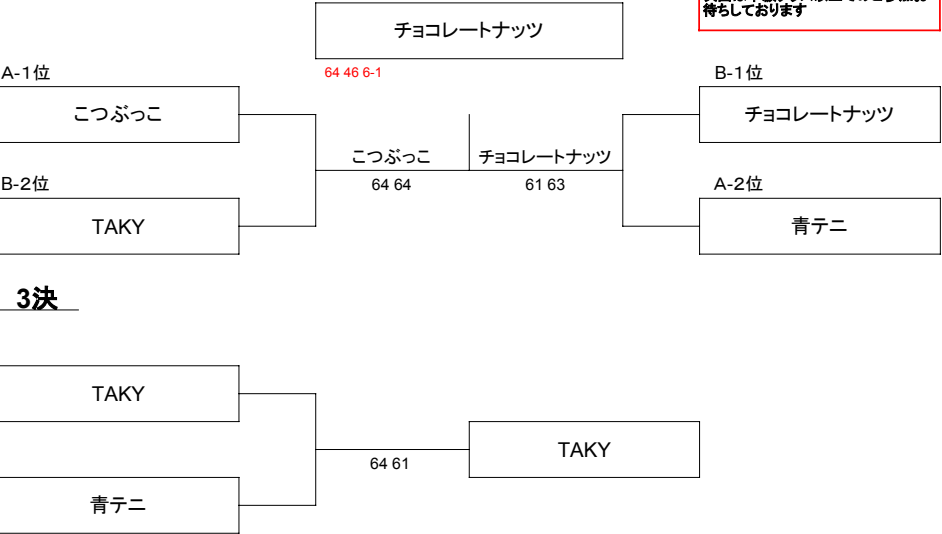 チョコレートナッツ
待ちしております
64 46 6-1
A-1位
B-1位
こつぶっこ
チョコレートナッツ
こつぶっこ
チョコレートナッツ
64 64
61 63
B-2位
A-2位
TAKY
青テニ
3決
TAKY
64 61
TAKY
青テニ